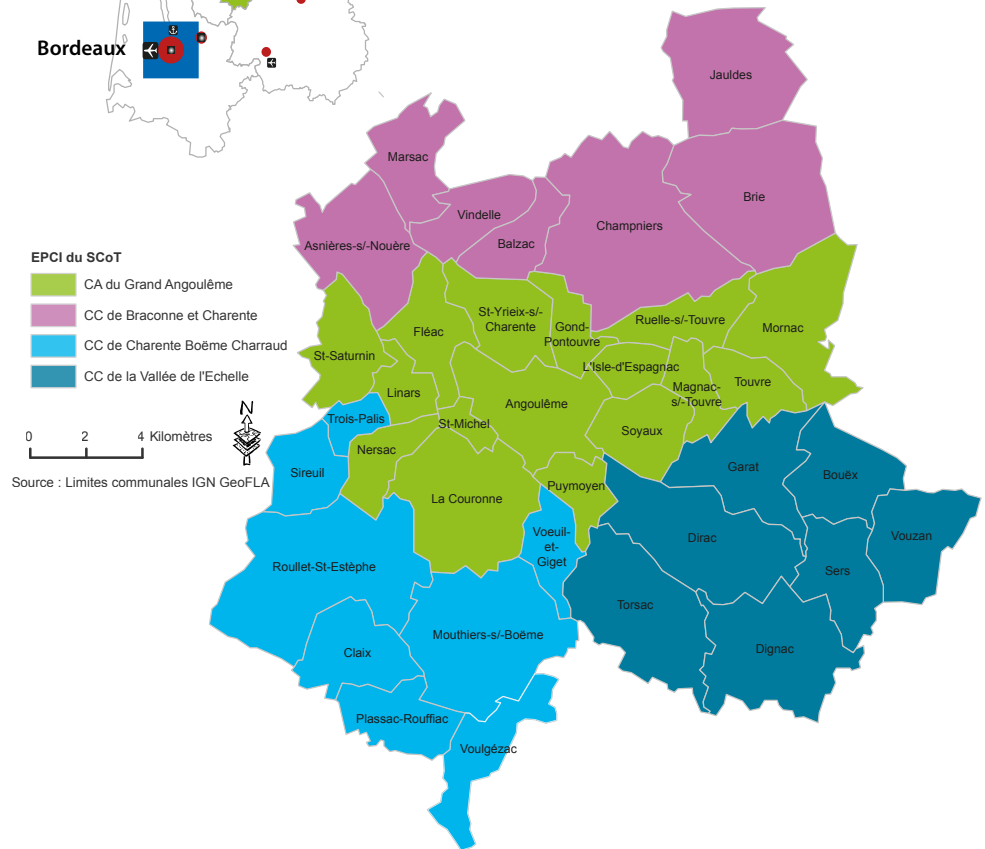 Bordeaux
Jauldes
Marsac
Brie
Vindelle
Champniers
Asnières-s/-Nouère
Balzac
EPCI du SCoT
CA du Grand Angoulême
CC de Braconne et Charente
CC de Charente Boëme Charraud
CC de la Vallée de l'Echelle
N
0 2 4 Kilomètres
Source : Limites communales IGN GeoFLA
St-Yrieix-s/-
Charente
Fléac
Gond-
Pontouvre
Ruelle-s/-Touvre
Mornac
St-Saturnin
L'Isle-d'Espagnac
Linars
Magnac-
s/-Touvre
Touvre
Angoulême
Trois-Palis
St-Michel
Soyaux
Nersac
Sireuil
La Couronne
Puymoyen
Garat
Bouëx
Voeuil-
et-
Giget
Dirac
Vouzan
Roullet-St-Estèphe
Sers
Torsac
Mouthiers-s/-Boëme
Claix
Dignac
Plassac-Rouffiac
Voulgézac